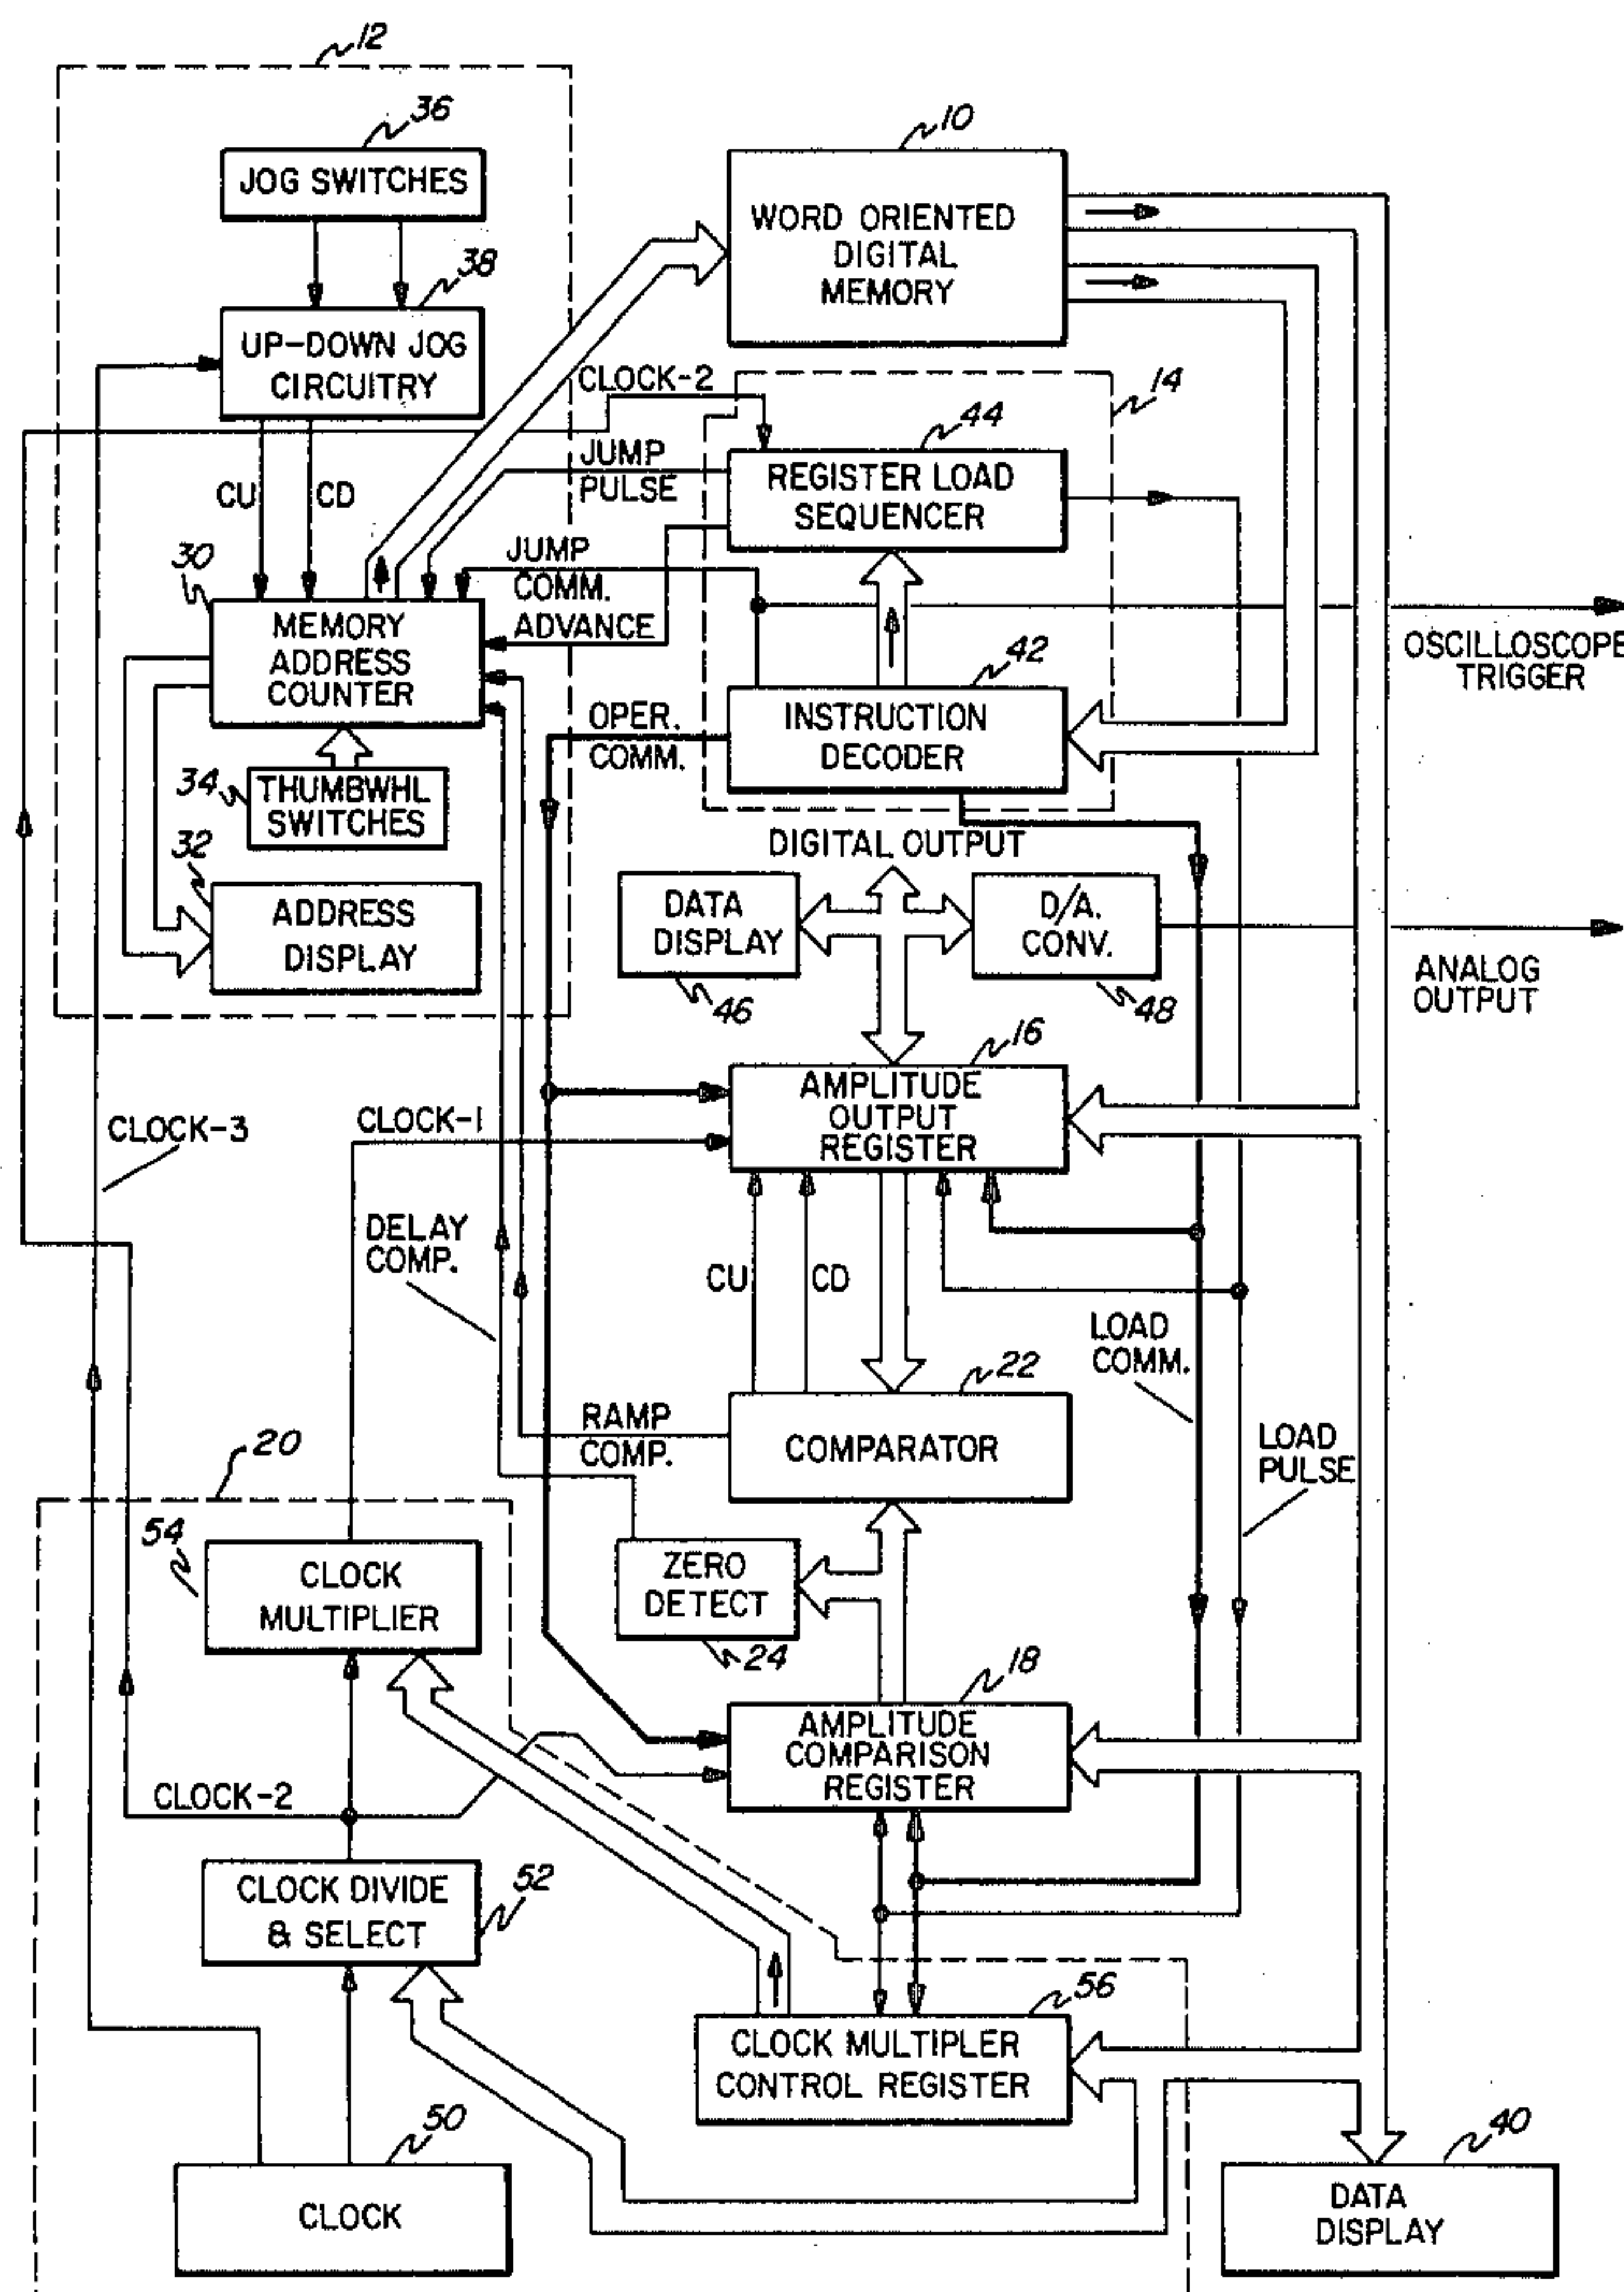 12
36
JOG SWITCHES
38
UP-DOWN JOG
CIRCUITRY
CU
CD
10
WORD ORIENTED
DIGITAL
MEMORY
CLOCK-2
14
44
JUMP
PULSE
REGISTER LOAD
SEQUENCER
30
JUMP
COMM.
ADVANCE
MEMORY
ADDRESS
COUNTER
OSCILLOSCOPE
TRIGGER
42
OPER.
COMM.
INSTRUCTION
DECODER
34
THUMBWHL
SWITCHES
32
ADDRESS
DISPLAY
DIGITAL OUTPUT
DATA
DISPLAY
46
D/A.
CONV.
48
ANALOG
OUTPUT
16
AMPLITUDE
OUTPUT
REGISTER
CLOCK-3
CLOCK-1
DELAY
COMP.
CU
CD
LOAD
COMM.
22
COMPARATOR
RAMP
COMP.
LOAD
PULSE
20
54
CLOCK
MULTIPLIER
ZERO
DETECT
24
18
AMPLITUDE
COMPARISON
REGISTER
CLOCK-2
CLOCK DIVIDE
& SELECT
52
56
CLOCK MULTIPLER
CONTROL REGISTER
50
CLOCK
40
DATA
DISPLAY